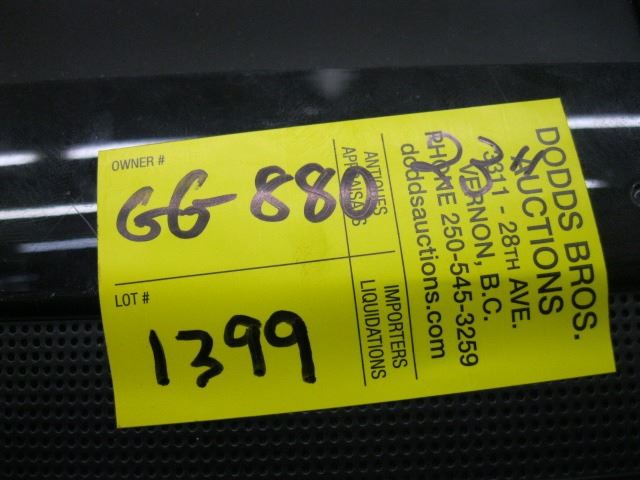 OWNER #
GG 880
LOT #
1399
ANTIQUES
APPRAISALS
IMPORTERS
LIQUIDATIONS
DODDS BROS.
AUCTIONS
3311 - 28TH AVE.
VERNON, B.C.
PHONE 250-545-3259
doddsauctions.com